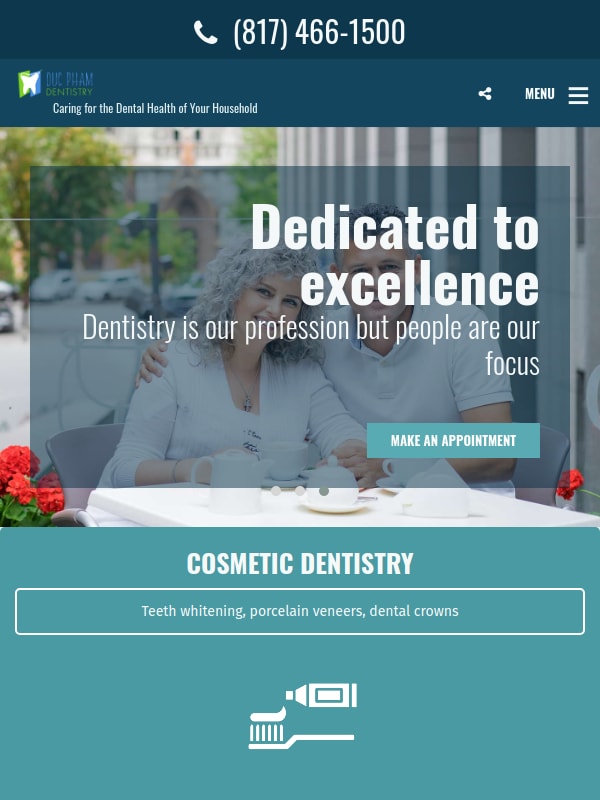 (817) 466-1500
DUC PHAM
DENTISTRY
Caring for the Dental Health of Your Household
MENU
Dedicated to
excellence
Dentistry is our profession but people are our
focus
MAKE AN APPOINTMENT
COSMETIC DENTISTRY
Teeth whitening, porcelain veneers, dental crowns